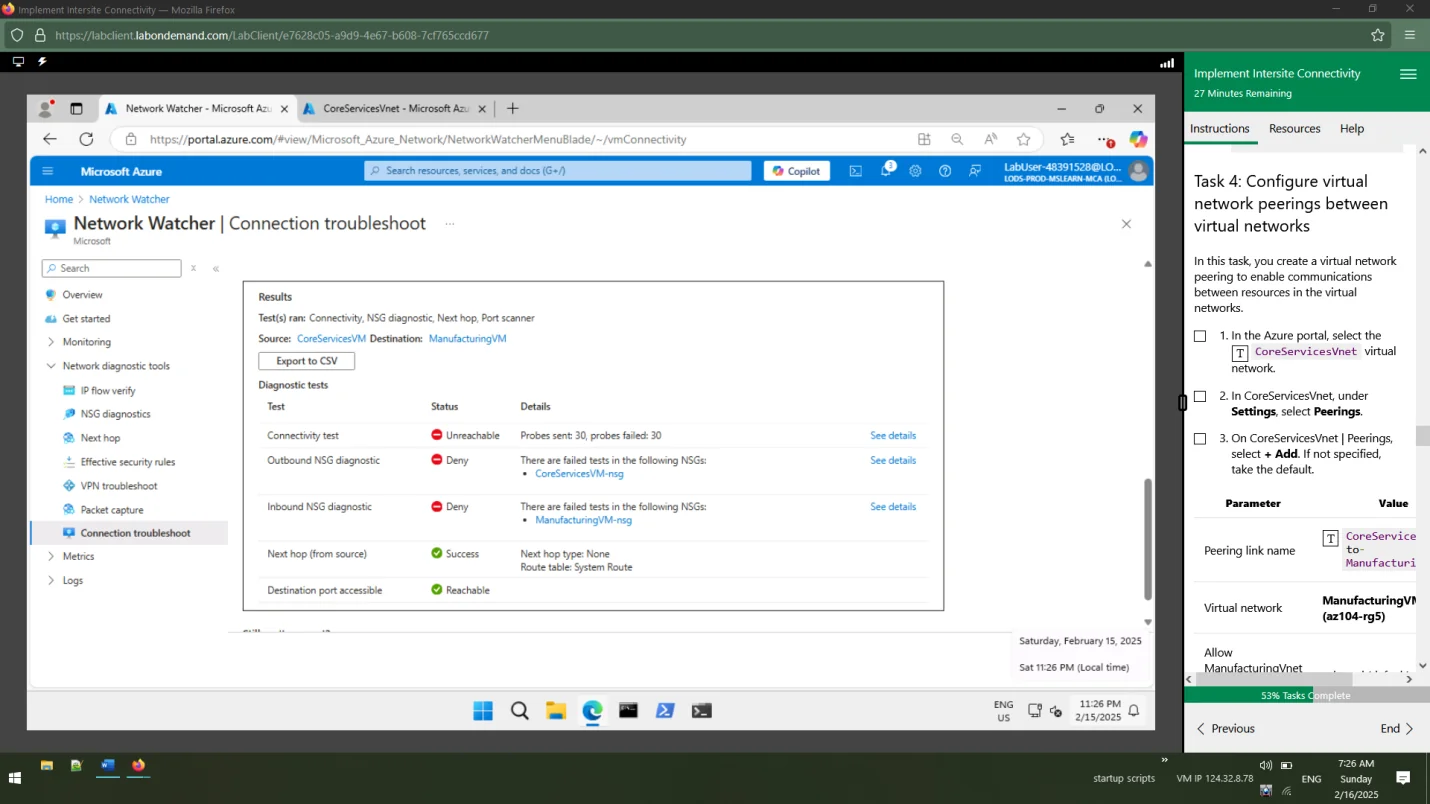 Implement Intersite Connectivity — Mozilla Firefox
https://labclient.labondemand.com/LabClient/e7628c05-a9d9-4e67-b608-7cf765ccd677
Network Watcher - Microsoft Azu
CoreServicesVnet - Microsoft Azu
https://portal.azure.com/#view/Microsoft_Azure_Network/NetworkWatcherMenuBlade/~/vmConnectivity
Microsoft Azure
Search resources, services, and docs (G+/)
Copilot
3
LabUser-48391528@LO...
LODS-PROD-MSLEARN-MCA (LO...
Home > Network Watcher
Network Watcher | Connection troubleshoot ...
Microsoft
Search
Overview
Get started
Monitoring
Network diagnostic tools
IP flow verify
NSG diagnostics
Next hop
Effective security rules
VPN troubleshoot
Packet capture
Connection troubleshoot
Metrics
Logs
Results
Test(s) ran: Connectivity, NSG diagnostic, Next hop, Port scanner
Source: CoreServicesVM Destination: ManufacturingVM
Export to CSV
Diagnostic tests
Test Status Details
Connectivity test Unreachable Probes sent: 30, probes failed: 30 See details
Outbound NSG diagnostic Deny There are failed tests in the following NSGs: See details
• CoreServicesVM-nsg
Inbound NSG diagnostic Deny There are failed tests in the following NSGs: See details
• ManufacturingVM-nsg
Next hop (from source) Success Next hop type: None
Route table: System Route
Destination port accessible Reachable
Saturday, February 15, 2025
Sat 11:26 PM (Local time)
ENG
US
11:26 PM
2/15/2025
Implement Intersite Connectivity
27 Minutes Remaining
Instructions Resources Help
Task 4: Configure virtual
network peerings between
virtual networks
In this task, you create a virtual network
peering to enable communications
between resources in the virtual
networks.
1. In the Azure portal, select the
T CoreServicesVnet virtual
network.
2. In CoreServicesVnet, under
Settings, select Peerings.
3. On CoreServicesVnet | Peerings,
select + Add. If not specified,
take the default.
Parameter Value
Peering link name
T CoreService
to-
Manufacturi
Virtual network
ManufacturingVN
(az104-rg5)
Allow
ManufacturingVnet
53% Tasks Complete
Previous End
startup scripts
VM IP 124.32.8.78
ENG
7:26 AM
Sunday
2/16/2025